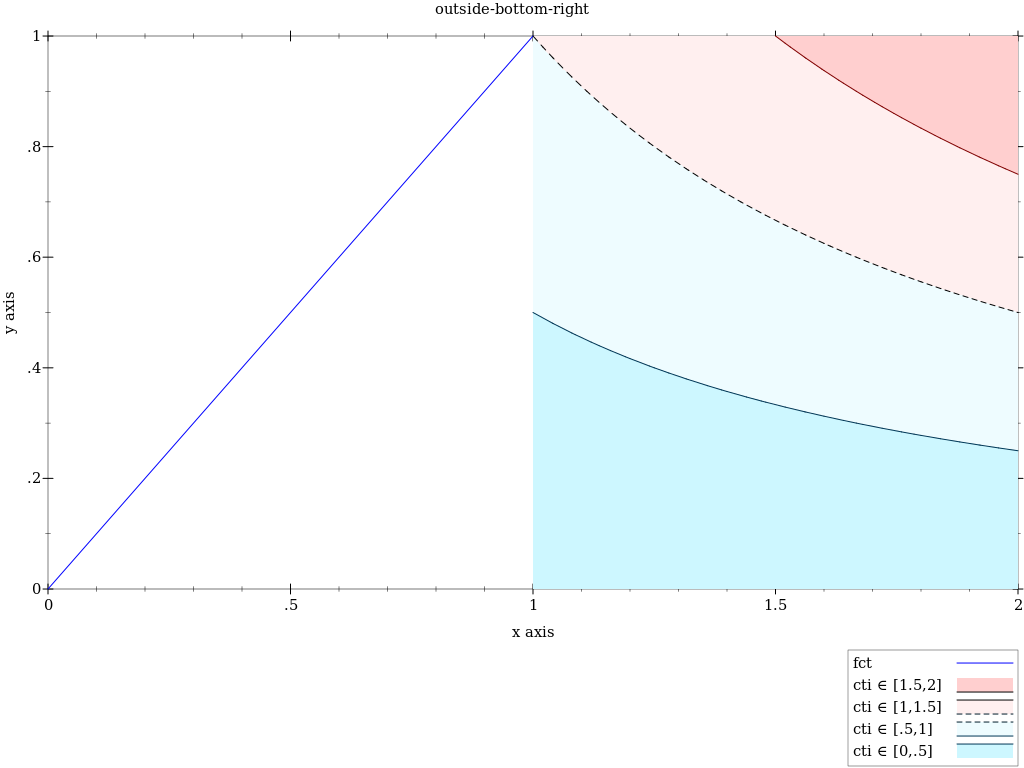 outside-bottom-right
1
.8
.6
.4
.2
0
y axis
0 .5 1 1.5 2
x axis
fct
cti ∈ [1.5,2]
cti ∈ [1,1.5]
cti ∈ [.5,1]
cti ∈ [0,.5]